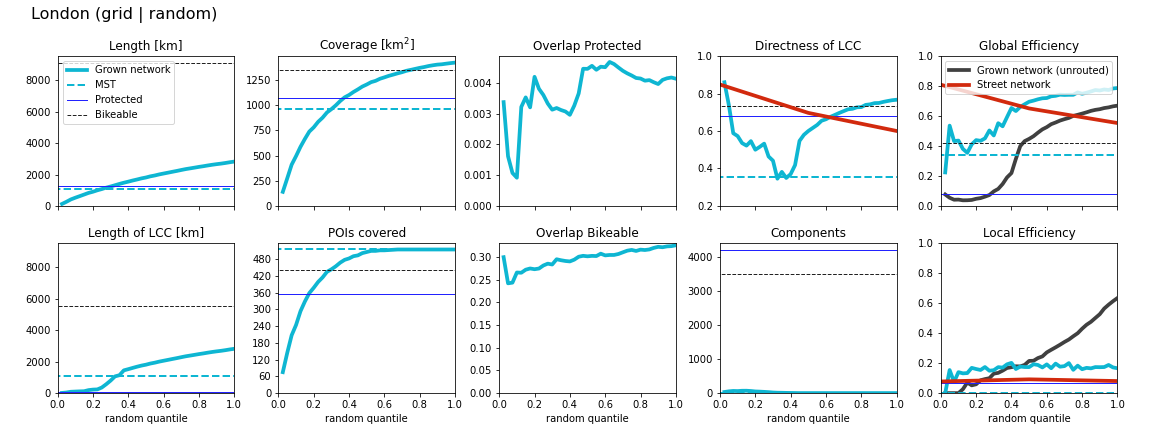 London (grid | random)
Length [km]
8000
6000
4000
2000
0
Grown network
MST
Protected
Bikeable
Coverage [km²]
1250
1000
750
500
250
0
Overlap Protected
0.004
0.003
0.002
0.001
0.000
Directness of LCC
1.0
0.8
0.6
0.4
0.2
Global Efficiency
1.0
0.8
0.6
0.4
0.2
0.0
Grown network (unrouted)
Street network
Length of LCC [km]
8000
6000
4000
2000
0
0.0 0.2 0.4 0.6 0.8 1.0
random quantile
POIs covered
480
420
360
300
240
180
120
60
0
0.0 0.2 0.4 0.6 0.8 1.0
random quantile
Overlap Bikeable
0.30
0.25
0.20
0.15
0.10
0.05
0.00
0.0 0.2 0.4 0.6 0.8 1.0
random quantile
Components
4000
3000
2000
1000
0
0.0 0.2 0.4 0.6 0.8 1.0
random quantile
Local Efficiency
1.0
0.8
0.6
0.4
0.2
0.0
0.0 0.2 0.4 0.6 0.8 1.0
random quantile